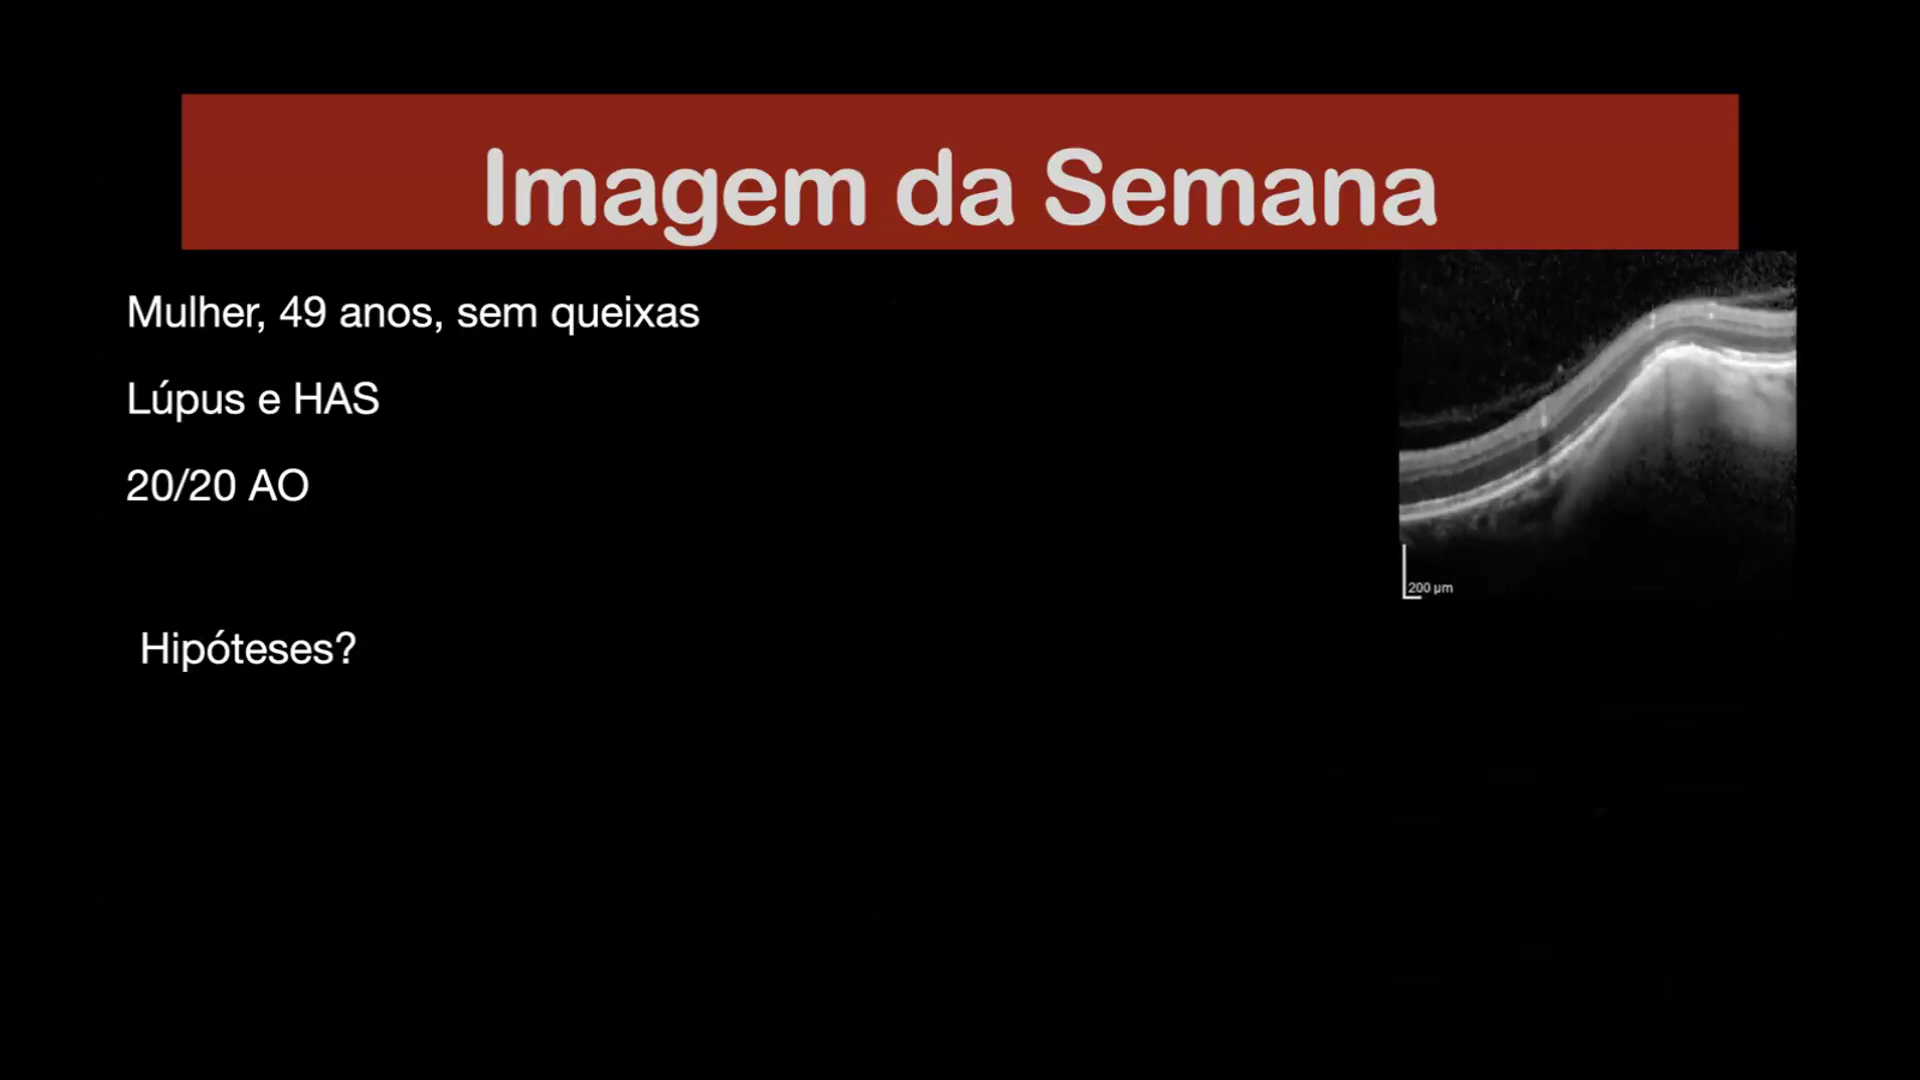 Imagem da Semana
Mulher, 49 anos, sem queixas
Lúpus e HAS
20/20 AO
200 µm
Hipóteses?